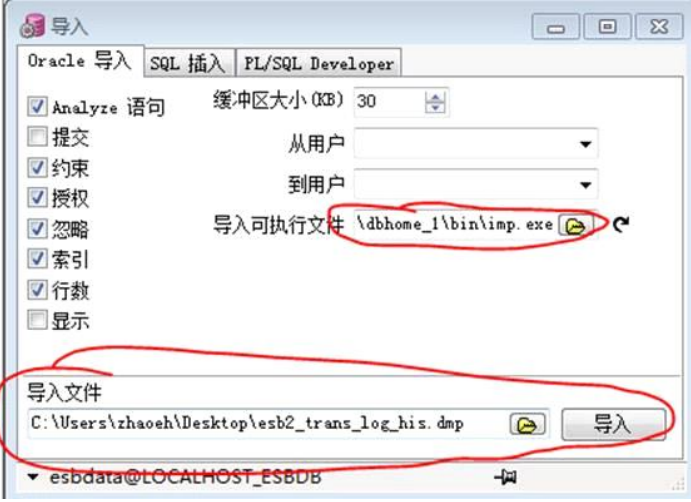 导入
Oracle 导入 SQL 插入 PL/SQL Developer
Analyze 语句 缓冲区大小(KB) 30
提交 从用户
约束
授权 到用户
忽略 导入可执行文件 \dbhome_1\bin\imp.exe
索引
行数
显示
导入文件
C:\Users\zhaoeh\Desktop\esb2_trans_log_his.dmp 导入
esbdata@LOCALHOST_ESBDB